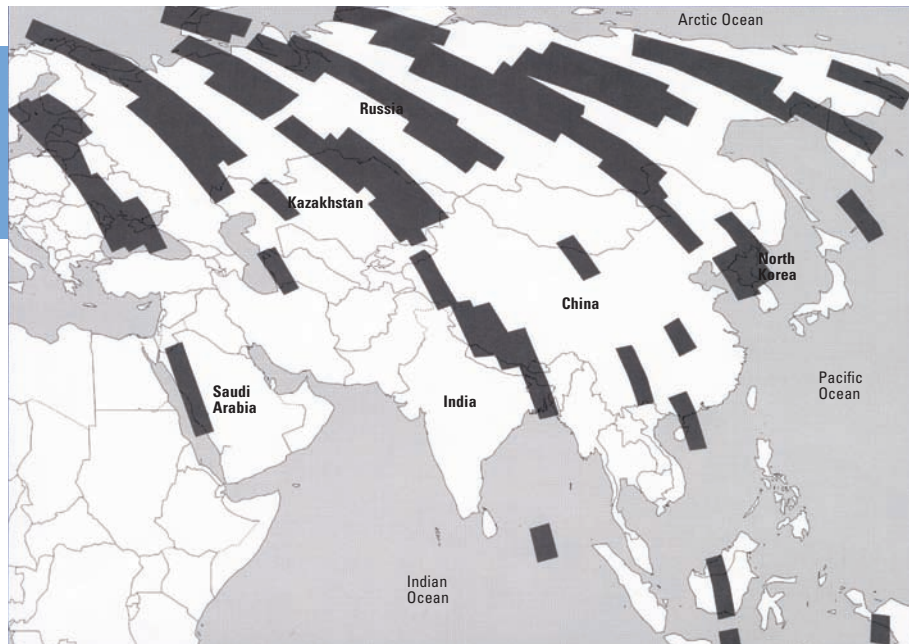 Arctic Ocean
Russia
Kazakhstan
North
Korea
China
Pacific
Ocean
Saudi
Arabia
India
Indian
Ocean